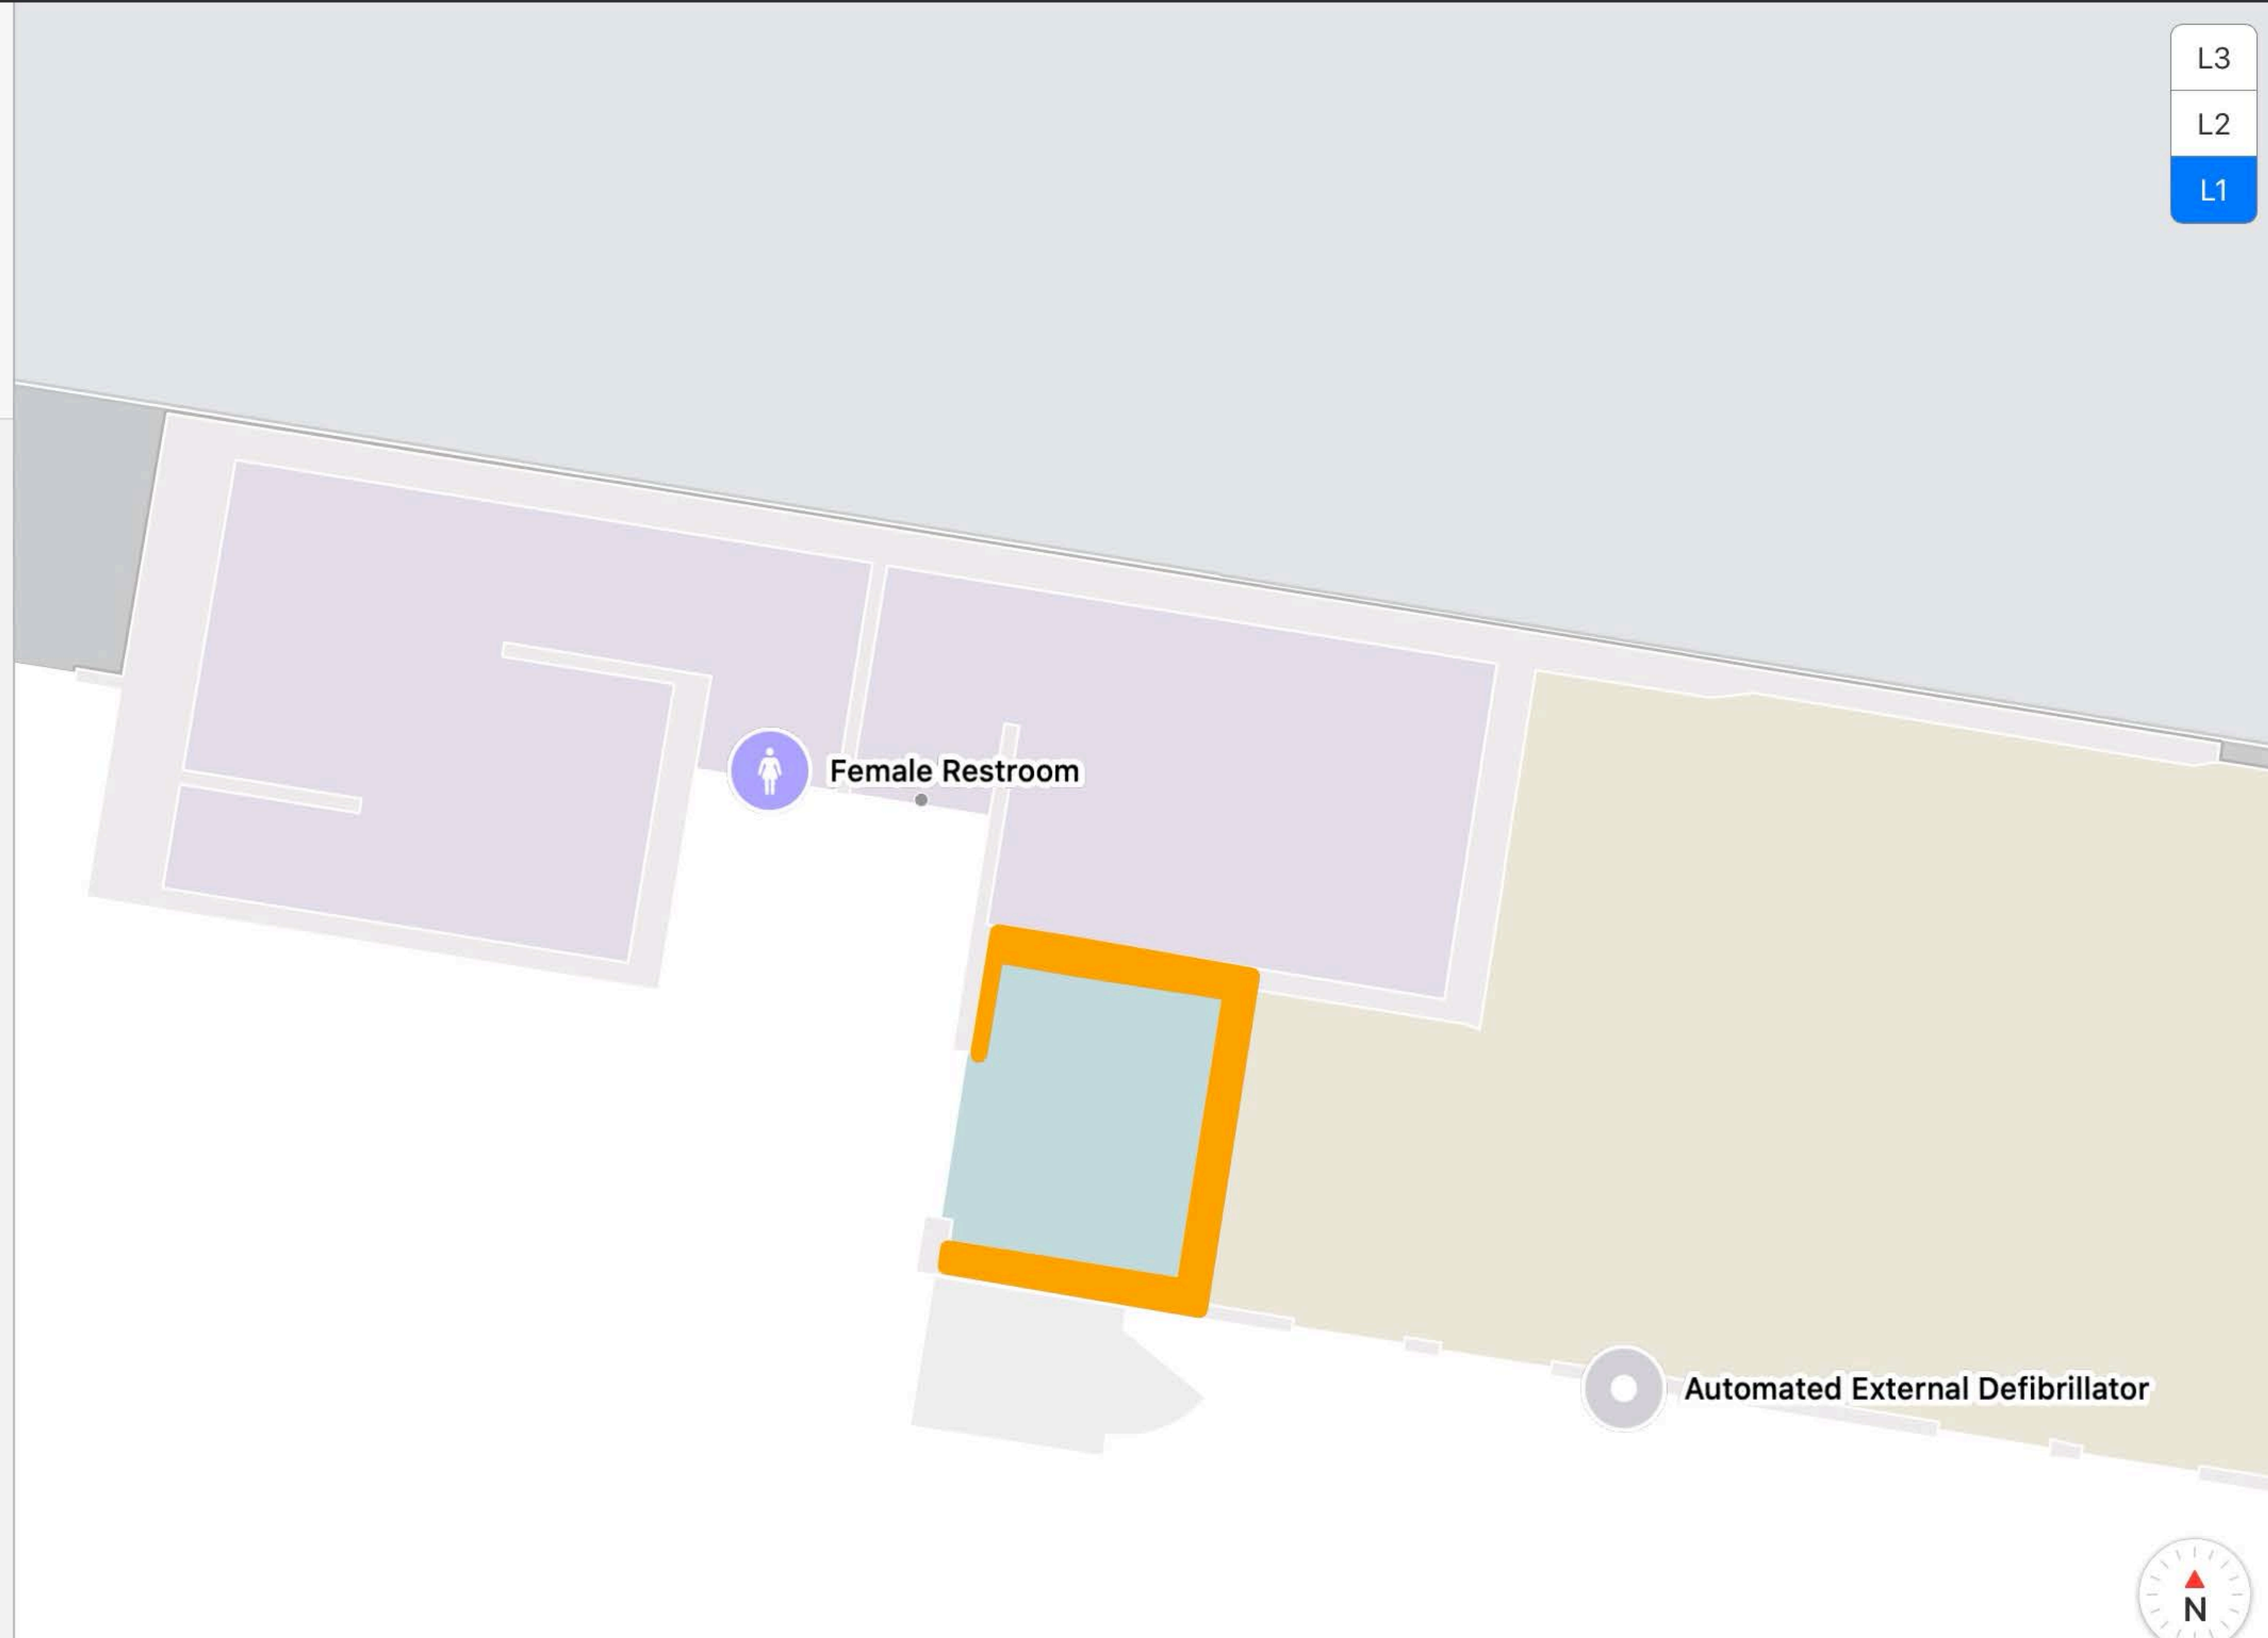 L3
L2
L1
Female Restroom
Automated External Defibrillator
N